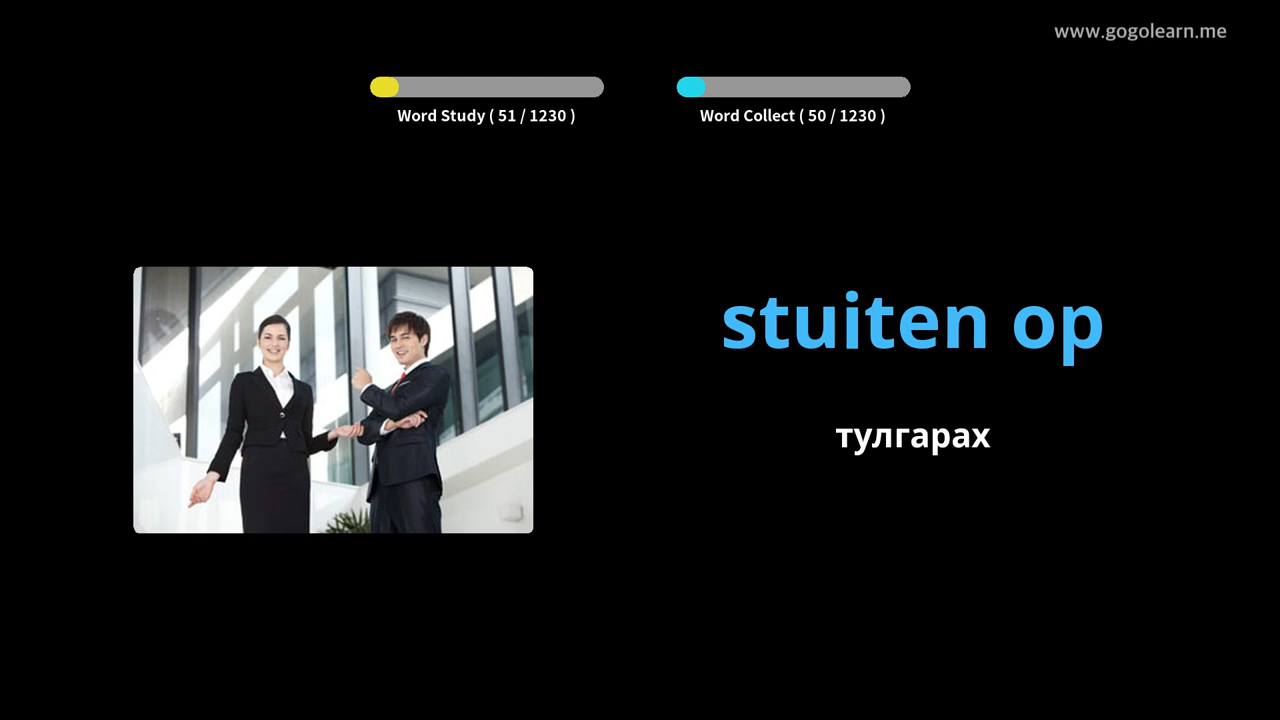 www.gogolearn.me
Word Study ( 51 / 1230 )
Word Collect ( 50 / 1230 )
stuiten op
тулгарах